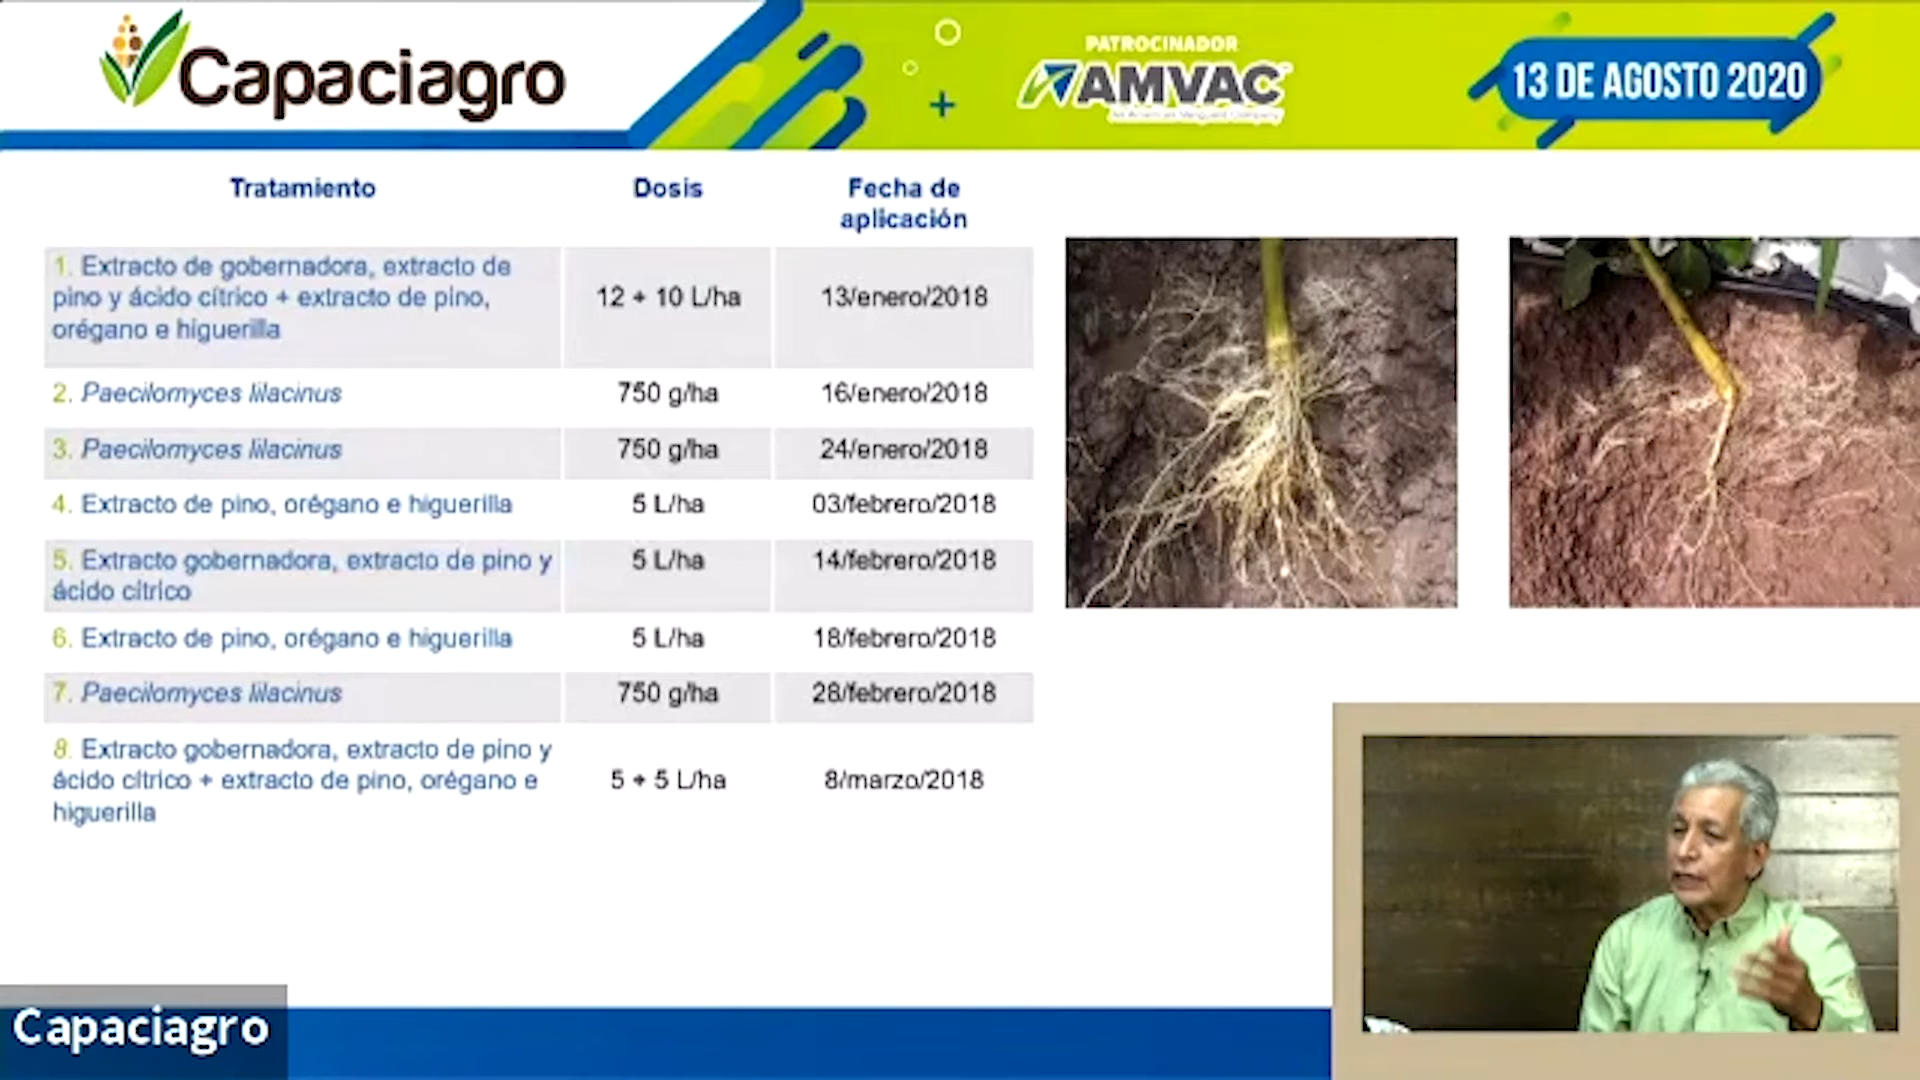 Capaciagro
PATROCINADOR
AMVAC
An American Vanguard Company
13 DE AGOSTO 2020
Tratamiento
Dosis
Fecha de
aplicación
1. Extracto de gobernadora, extracto de
pino y ácido cítrico + extracto de pino,
orégano e higuerilla
12 + 10 L/ha
13/enero/2018
2. Paecilomyces lilacinus
750 g/ha
16/enero/2018
3. Paecilomyces lilacinus
750 g/ha
24/enero/2018
4. Extracto de pino, orégano e higuerilla
5 L/ha
03/febrero/2018
5. Extracto gobernadora, extracto de pino y
ácido cítrico
5 L/ha
14/febrero/2018
6. Extracto de pino, orégano e higuerilla
5 L/ha
18/febrero/2018
7. Paecilomyces lilacinus
750 g/ha
28/febrero/2018
8. Extracto gobernadora, extracto de pino y
ácido cítrico + extracto de pino, orégano e
higuerilla
5 + 5 L/ha
8/marzo/2018
Capaciagro